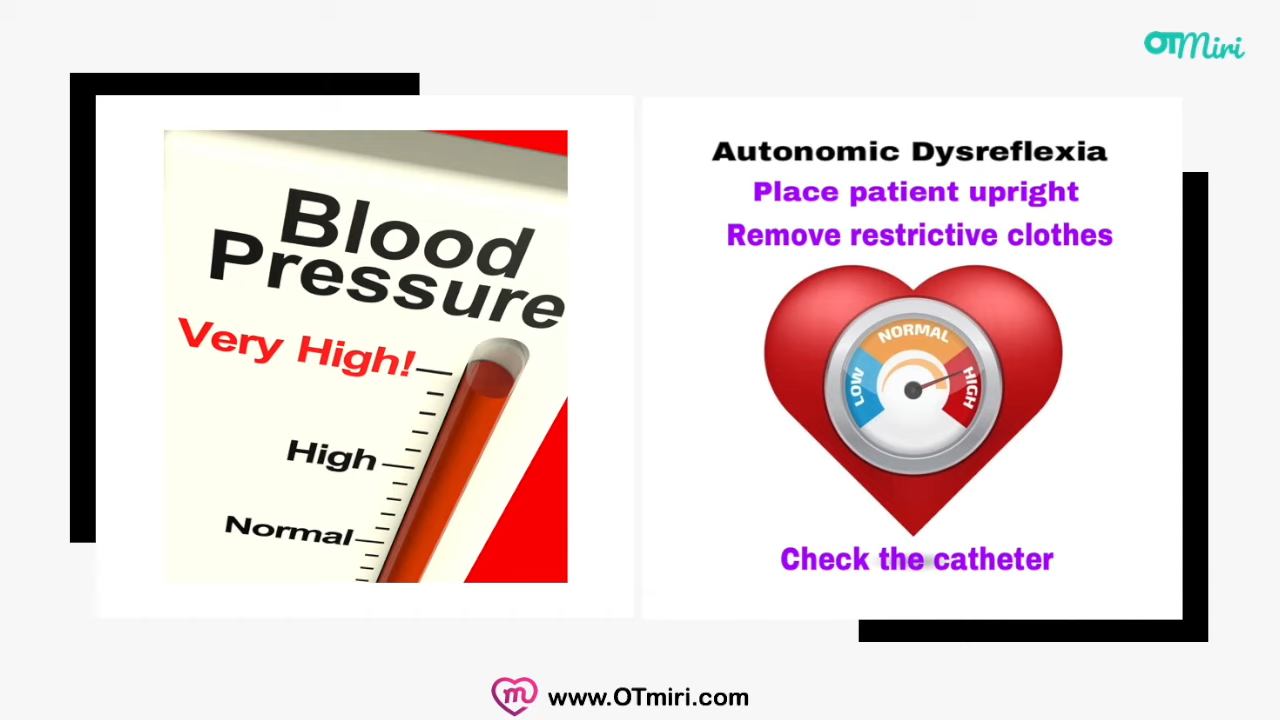 OTmiri
Blood
Pressure
Very High!
High
Normal
Autonomic Dysreflexia
Place patient upright
Remove restrictive clothes
LOW
NORMAL
HIGH
Check the catheter
m
www.OTmiri.com